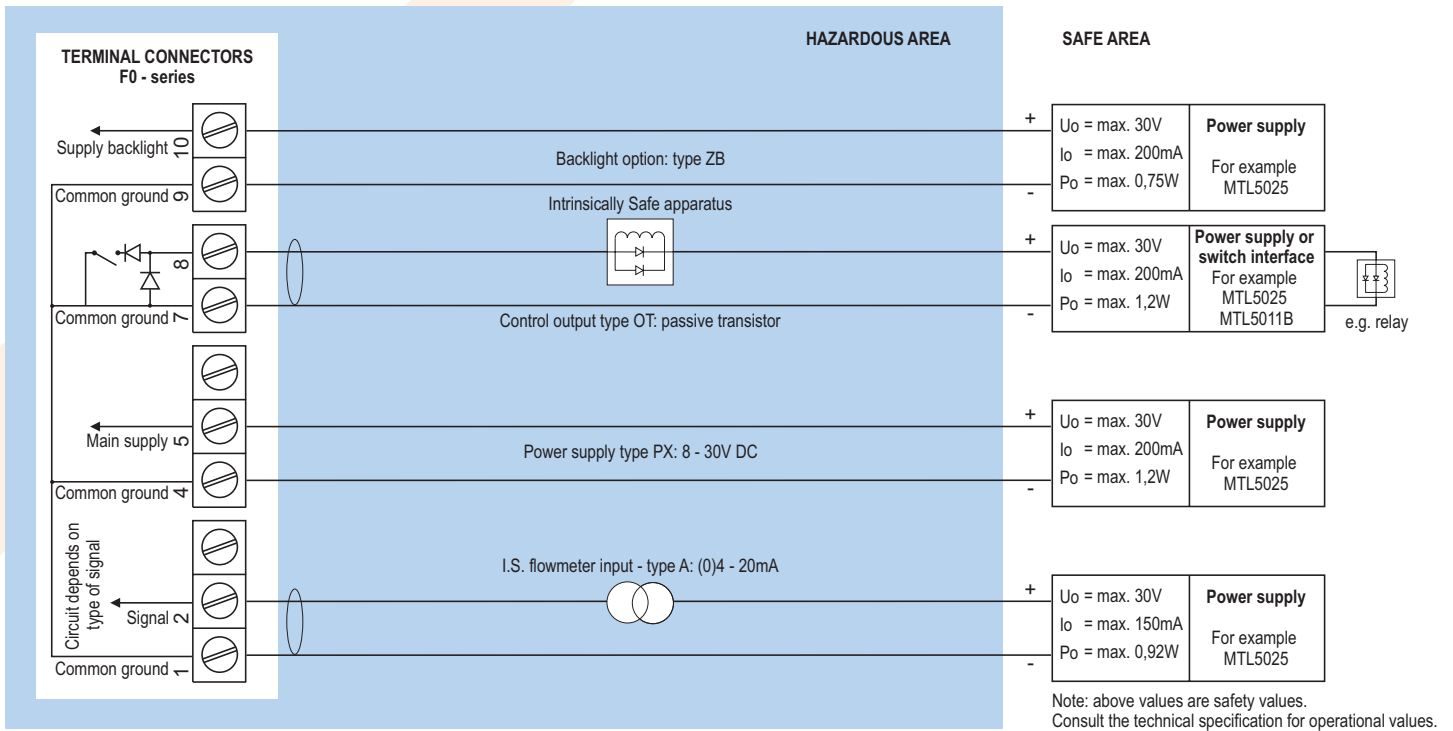 HAZARDOUS AREA
SAFE AREA
TERMINAL CONNECTORS
F0 - series
Supply backlight
10
Common ground
9
8
Common ground
7
Main supply
5
Common ground
4
Circuit depends on
type of signal
Signal
2
Common ground
1
Backlight option: type ZB
Intrinsically Safe apparatus
Control output type OT: passive transistor
Power supply type PX: 8 - 30V DC
I.S. flowmeter input - type A: (0)4 - 20mA
+
-
Uo = max. 30V
Io = max. 200mA
Po = max. 0,75W
Power supply
For example
MTL5025
+
-
Uo = max. 30V
Io = max. 200mA
Po = max. 1,2W
Power supply or
switch interface
For example
MTL5025
MTL5011B
e.g. relay
+
-
Uo = max. 30V
Io = max. 200mA
Po = max. 1,2W
Power supply
For example
MTL5025
+
-
Uo = max. 30V
Io = max. 150mA
Po = max. 0,92W
Power supply
For example
MTL5025
Note: above values are safety values.
Consult the technical specification for operational values.